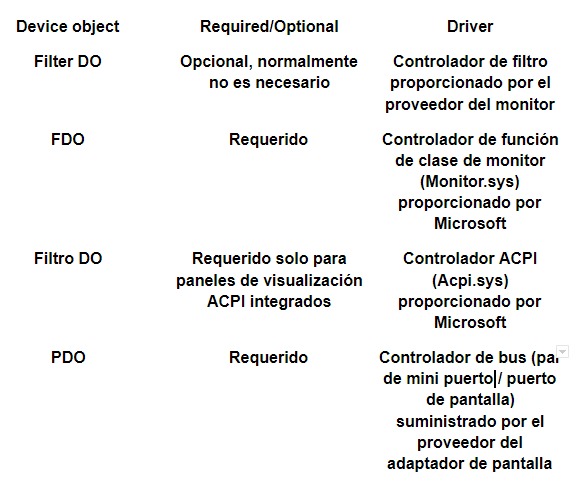 Device object Required/Optional Driver
Filter DO Opcional, normalmente Controlador de filtro
no es necesario proporcionado por el
proveedor del monitor
FDO Requerido Controlador de función
de clase de monitor
(Monitor.sys)
proporcionado por
Microsoft
Filtro DO Requerido solo para Controlador ACPI
paneles de visualización (Acpi.sys)
ACPI integrados proporcionado por
Microsoft
PDO Requerido Controlador de bus
de mini puerto / puerto
de pantalla)
suministrado por el
proveedor del
adaptador de pantalla